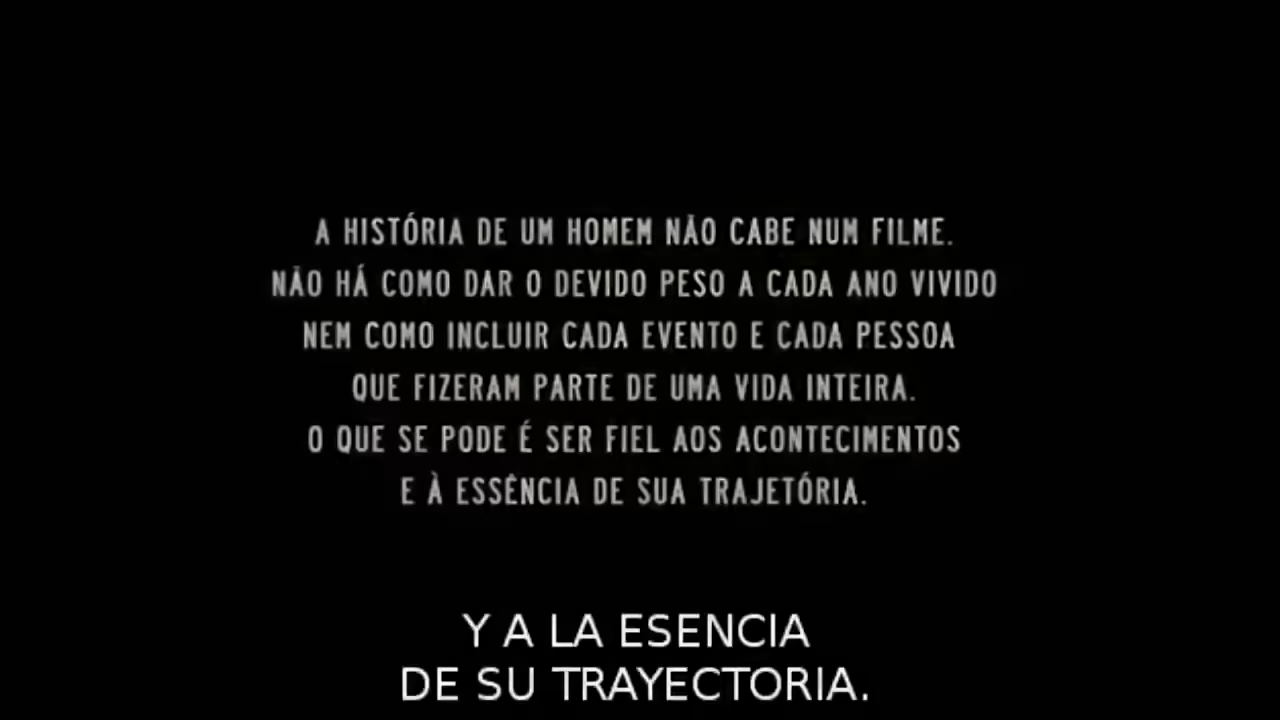 A HISTÓRIA DE UM HOMEM NÃO CABE NUM FILME.
NÃO HÁ COMO DAR O DEVIDO PESO A CADA ANO VIVIDO
NEM COMO INCLUIR CADA EVENTO E CADA PESSOA
QUE FIZERAM PARTE DE UMA VIDA INTEIRA.
O QUE SE PODE É SER FIEL AOS ACONTECIMENTOS
E À ESSÊNCIA DE SUA TRAJETÓRIA.
Y A LA ESENCIA
DE SU TRAYECTORIA.